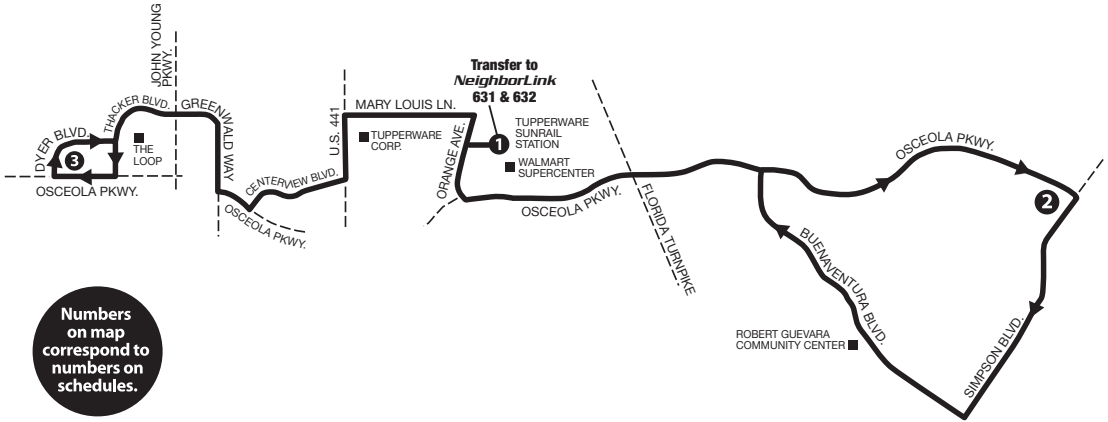 JOHN YOUNG
PKWY.
THACKER BLVD.
GREENWALD WAY
DYER BLVD.
3
THE
LOOP
OSCEOLA PKWY.
CENTERVIEW BLVD.
OSCEOLA PKWY.
U.S. 441
MARY LOUIS LN.
TUPPERWARE
CORP.
ORANGE AVE.
Transfer to
NeighborLink
631 & 632
1
TUPPERWARE
SUNRAIL
STATION
WALMART
SUPERCENTER
OSCEOLA PKWY.
FLORIDA TURNPIKE
OSCEOLA PKWY.
2
BUENAVENTURA BLVD.
ROBERT GUEVARA
COMMUNITY CENTER
SIMPSON BLVD.
Numbers
on map
correspond to
numbers on
schedules.